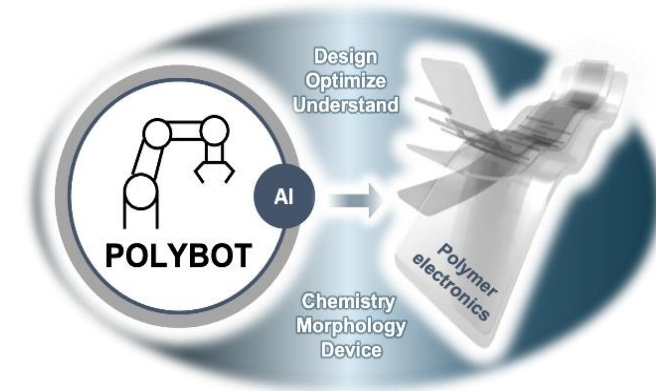 Design
Optimize
Understand
AI
POLYBOT
Polymer
electronics
Chemistry
Morphology
Device